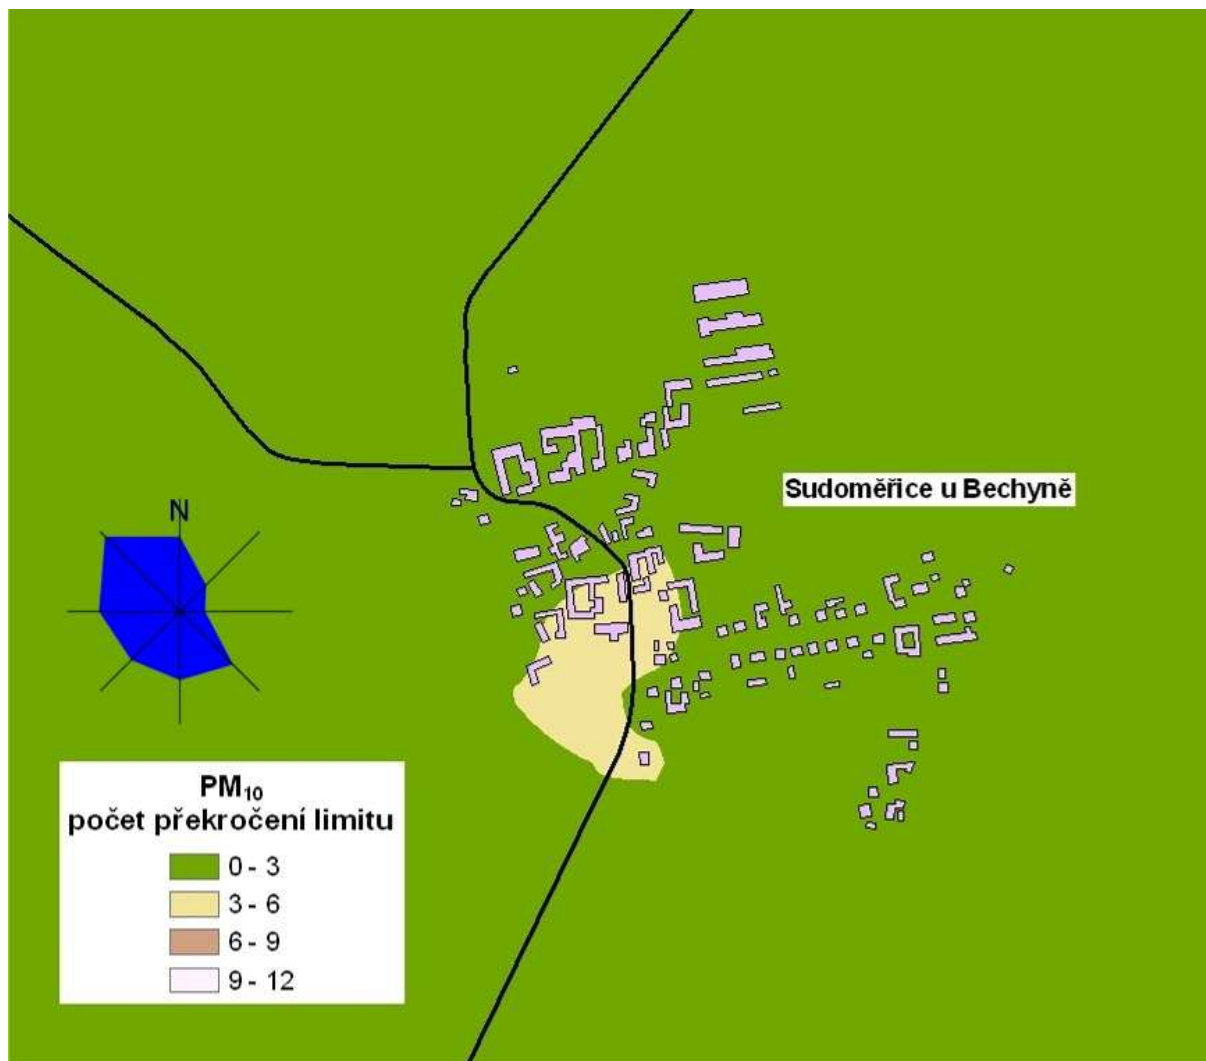 Sudoměřice u Bechyně
N
PM₁₀
počet překročení limitu
0 - 3
3 - 6
6 - 9
9 - 12